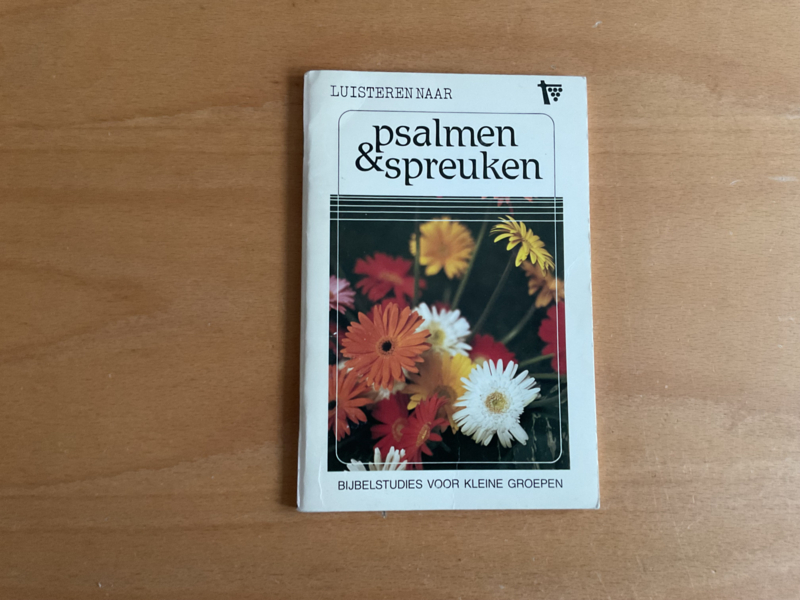 LUISTEREN NAAR
psalmen
&spreuken
BIJBELSTUDIES VOOR KLEINE GROEPEN